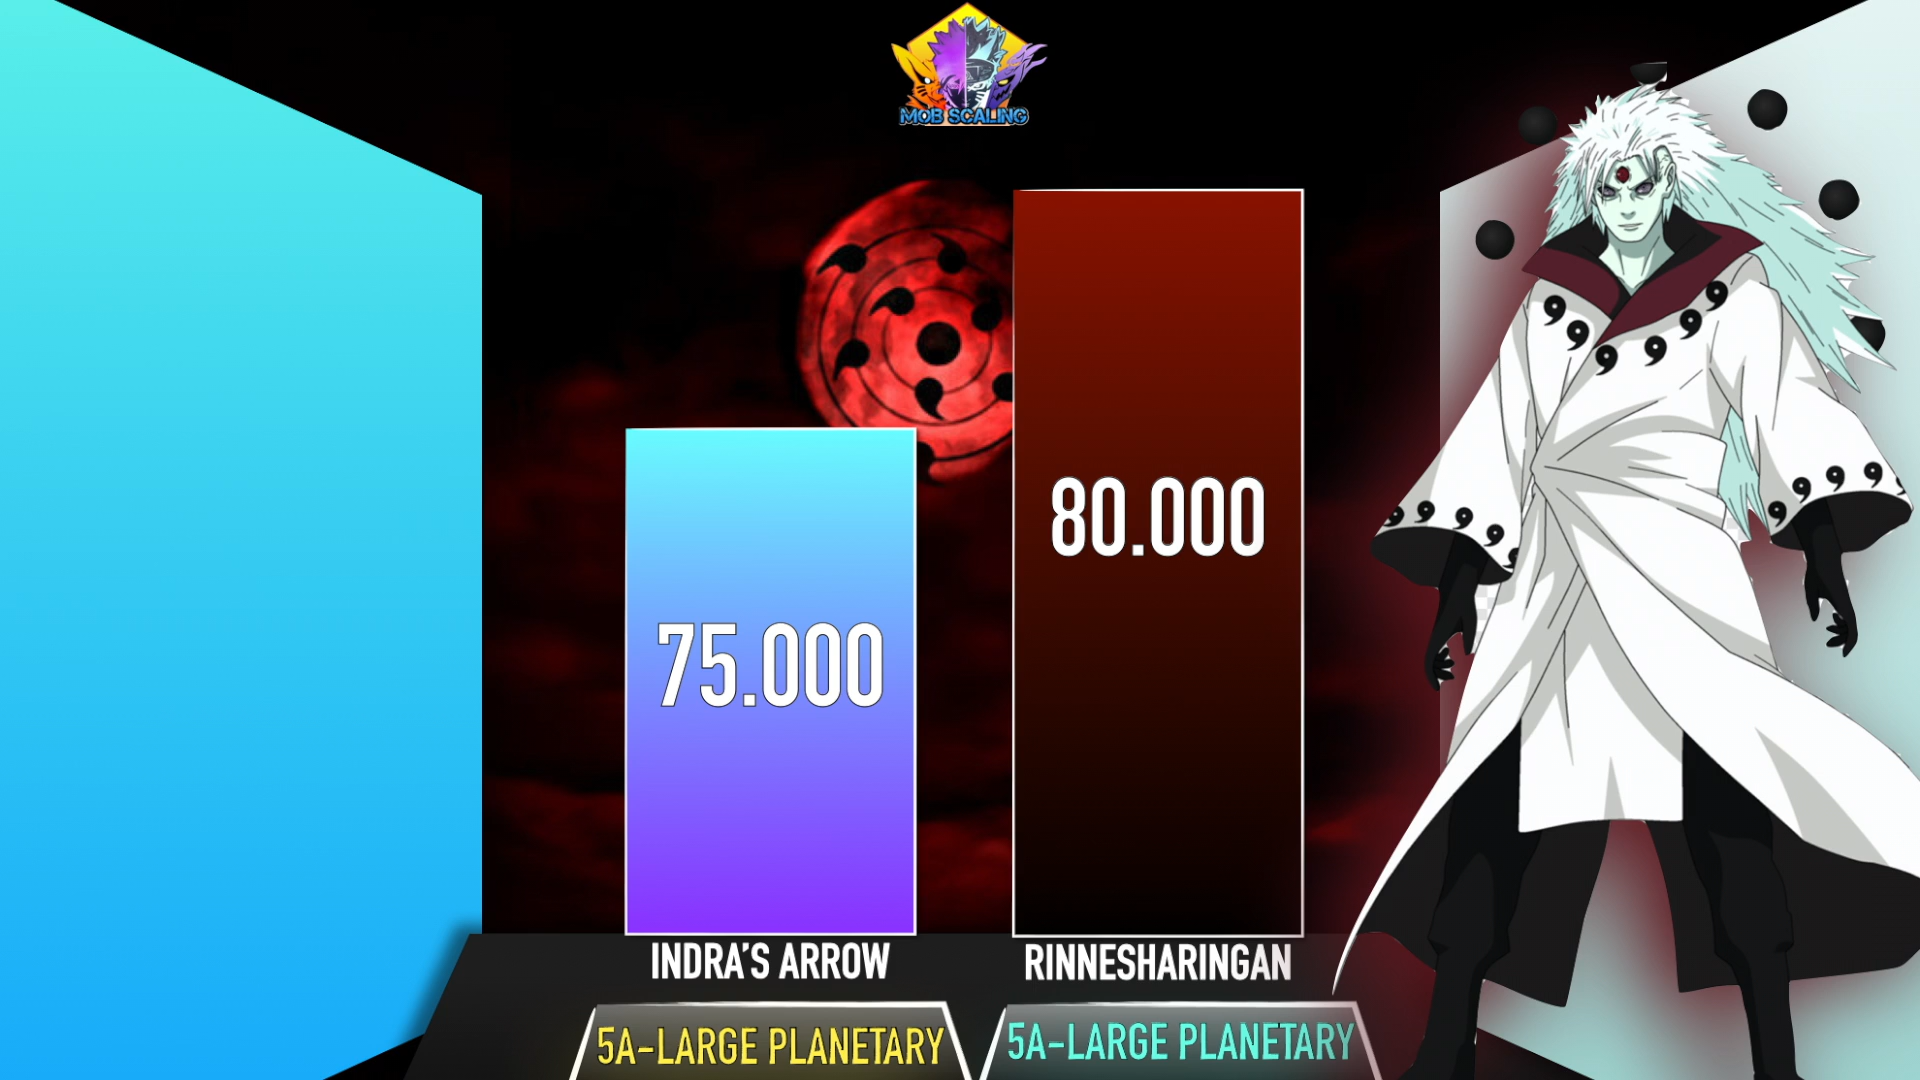 MOB SCALING
75.000
80.000
INDRA'S ARROW
RINNESHARINGAN
5A-LARGE PLANETARY
5A-LARGE PLANETARY